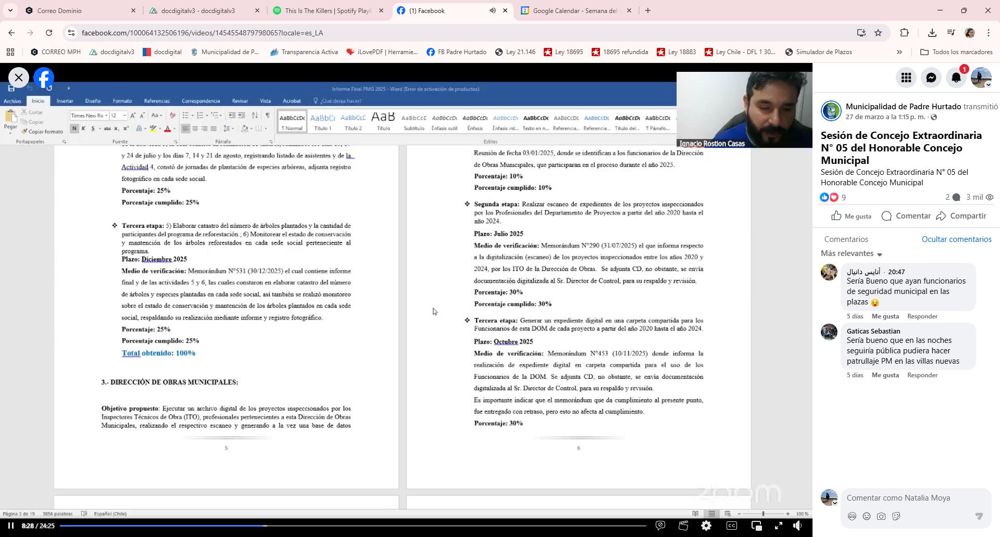 Correo Dominio
docdigitalv3 - docdigitalv3
This Is The Killers | Spotify Playli
(1) Facebook
Google Calendar - Semana del
facebook.com/100064132506196/videos/1454554879798065?locale=es_LA
CORREO MPH
docdigitalv3
docdigital
Municipalidad de P...
Transparencia Activa
iLovePDF | Herramie...
FB Padre Hurtado
Ley 21.146
Ley 18695
18695 refundida
Ley 18883
Ley Chile - DFL 1 30...
Simulador de Plazos
Todos los marcadores
Informe Final PMG 2025 - Word (Error de activación de productos)
Archivo
Inicio
Insertar
Diseño
Formato
Referencias
Correspondencia
Revisar
Vista
Acrobat
¿Qué desea hacer?
Pegar
Cortar
Copiar
Copiar formato
Portapapeles
Times New Ro
12
Fuente
Párrafo
¶ Normal
Título 1
Título 2
Título
Subtítulo
Énfasis sutil
Énfasis
Énfasis int...
Texto en n...
Referencia...
Referencia...
Título del...
¶ Párrafo...
Estilos
Ignacio Rostion Casas
y 24 de julio y los días 7, 14 y 21 de agosto, registrando listado de asistentes y de la
Actividad 4, constó de jornadas de plantación de especies arbóreas, adjunta registro
fotográfico en cada sede social.
Porcentaje: 25%
Porcentaje cumplido: 25%
❖ Tercera etapa: 5) Elaborar catastro del número de árboles plantados y la cantidad de
participantes del programa de reforestación.; 6) Monitorear el estado de conservación
y mantención de los árboles reforestados en cada sede social perteneciente al
programa.
Plazo: Diciembre 2025
Medio de verificación: Memorándum N°531 (30/12/2025) el cual contiene informe
final y de las actividades 5 y 6, las cuales constaron en elaborar catastro del número
de árboles y especies plantadas en cada sede social, así también se realizó monitoreo
sobre el estado de conservación y mantención de los árboles plantados en cada sede
social, respaldando su realización mediante informe y registro fotográfico.
Porcentaje: 25%
Porcentaje cumplido: 25%
Total obtenido: 100%
3.- DIRECCIÓN DE OBRAS MUNICIPALES:
Objetivo propuesto: Ejecutar un archivo digital de los proyectos inspeccionados por los
Inspectores Técnicos de Obra (ITO), profesionales pertenecientes a esta Dirección de Obras
Municipales, realizando el respectivo escaneo y generando a la vez una base de datos
5
Reunión de fecha 03/01/2025, donde se identifican a los funcionarios de la Dirección
de Obras Municipales, que participaran en el proceso durante el año 2025.
Porcentaje: 10%
Porcentaje cumplido: 10%
❖ Segunda etapa: Realizar escaneo de expedientes de los proyectos inspeccionados
por los Profesionales del Departamento de Proyectos a partir del año 2020 hasta el
año 2024.
Plazo: Julio 2025
Medio de verificación: Memorándum N°290 (31/07/2025) el que informa respecto
a la digitalización (escaneo) de los proyectos inspeccionados entre los años 2020 y
2024, por los ITO de la Dirección de Obras. Se adjunta CD, no obstante, se envía
documentación digitalizada al Sr. Director de Control, para su respaldo y revisión.
Porcentaje: 30%
Porcentaje cumplido: 30%
❖ Tercera etapa: Generar un expediente digital en una carpeta compartida para los
Funcionarios de esta DOM de cada proyecto a partir del año 2020 hasta el año 2024.
Plazo: Octubre 2025
Medio de verificación: Memorándum N°453 (10/11/2025) donde informa la
realización de expediente digital en carpeta compartida para el uso de los
Funcionarios de la DOM. Se adjunta CD, no obstante, se envía documentación
digitalizada al Sr. Director de Control, para su respaldo y revisión.
Es importante indicar que el memorándum que da cumplimiento al presente punto,
fue entregado con retraso, pero esto no afecta al cumplimiento.
Porcentaje: 30%
6
zoom
Página 3 de 19
3856 palabras
Español (Chile)
100 %
8:28 / 24:25
1
Municipalidad de Padre Hurtado transmitió
27 de marzo a la 1:15 p. m. ·
Sesión de Concejo Extraordinaria
N° 05 del Honorable Concejo
Municipal
Sesión de Concejo Extraordinaria N° 05 del
Honorable Concejo Municipal
9
2
3 mil
Me gusta
Comentar
Compartir
Comentarios
Ocultar comentarios
Más relevantes
أنايس دانيال · 20:47
Sería Bueno que ayan funcionarios
de seguridad municipal en las
plazas 😌
5 días Me gusta Responder
Gaticas Sebastian
Sería bueno que en las noches
seguiría pública pudiera hacer
patrullaje PM en las villas nuevas
5 días Me gusta Responder
Comentar como Natalia Moya